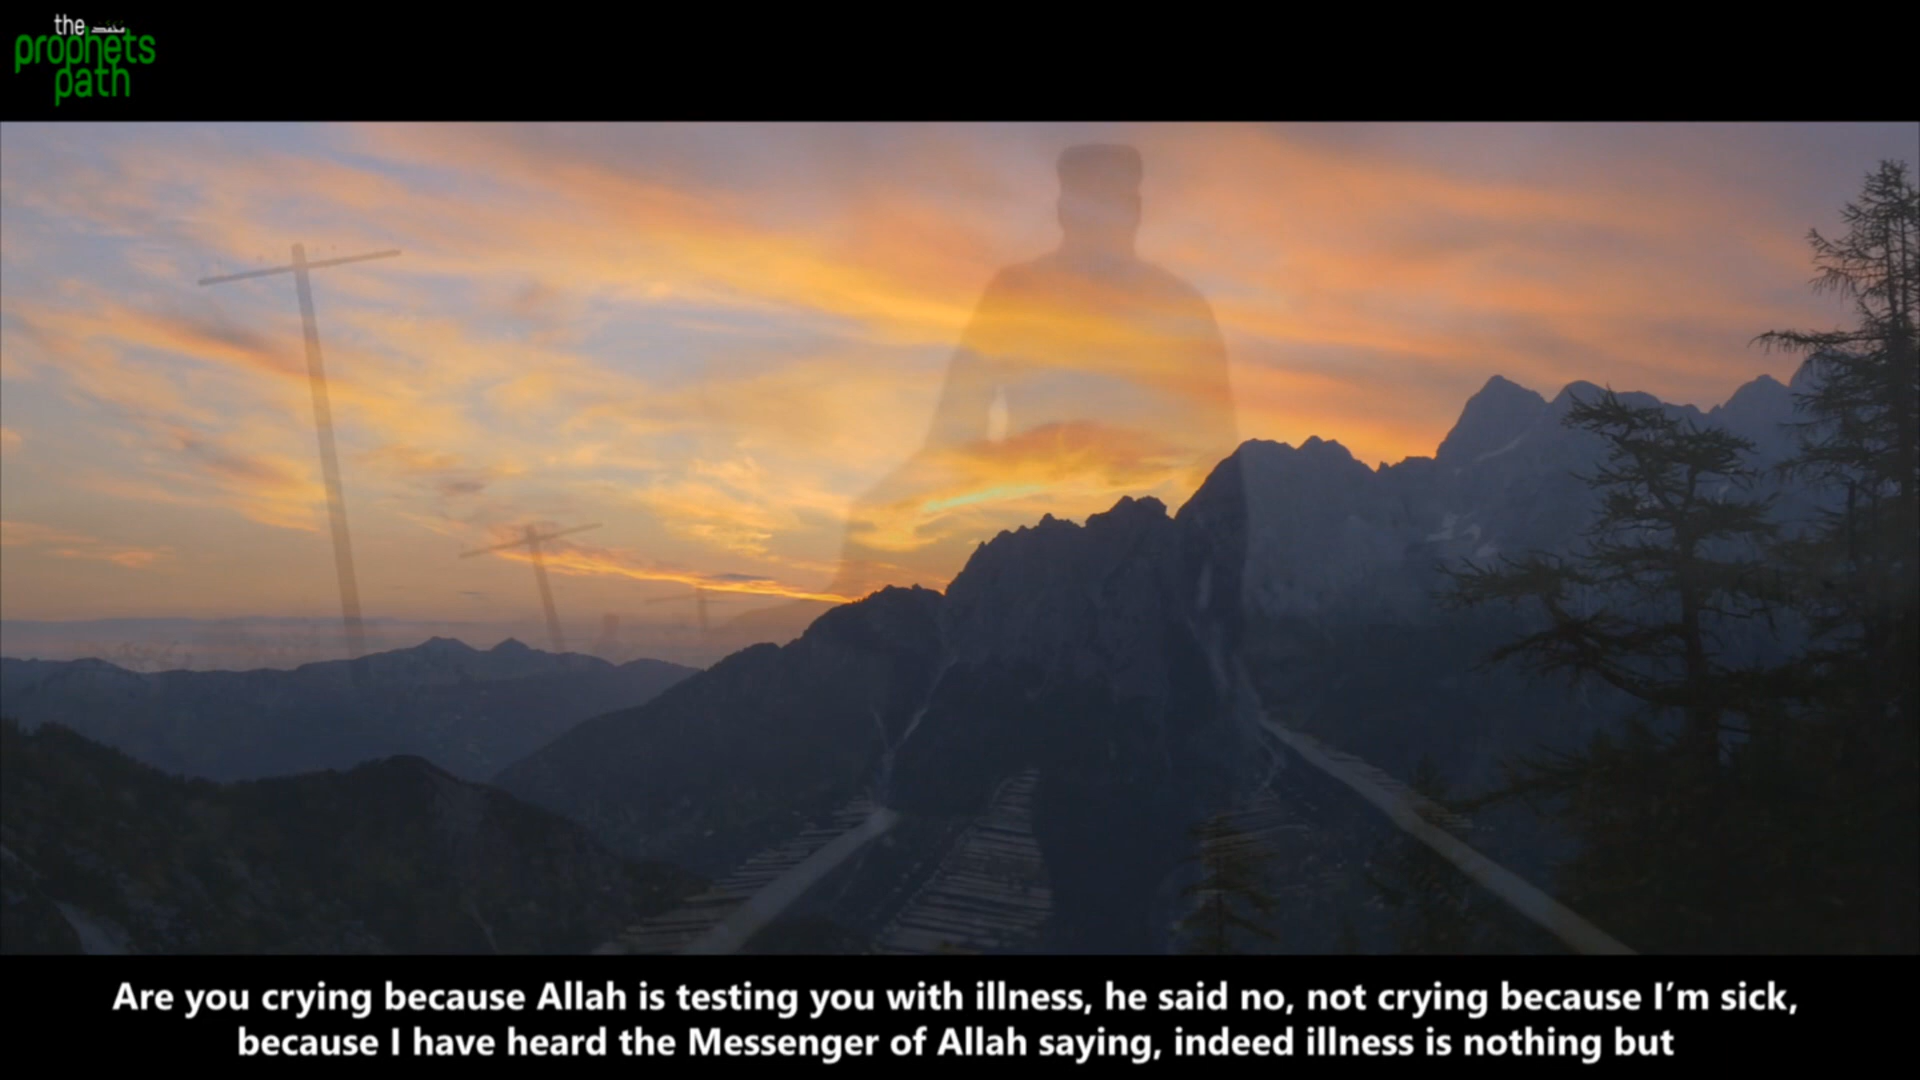 the محمد
prophets
path
Are you crying because Allah is testing you with illness, he said no, not crying because I’m sick,
because I have heard the Messenger of Allah saying, indeed illness is nothing but